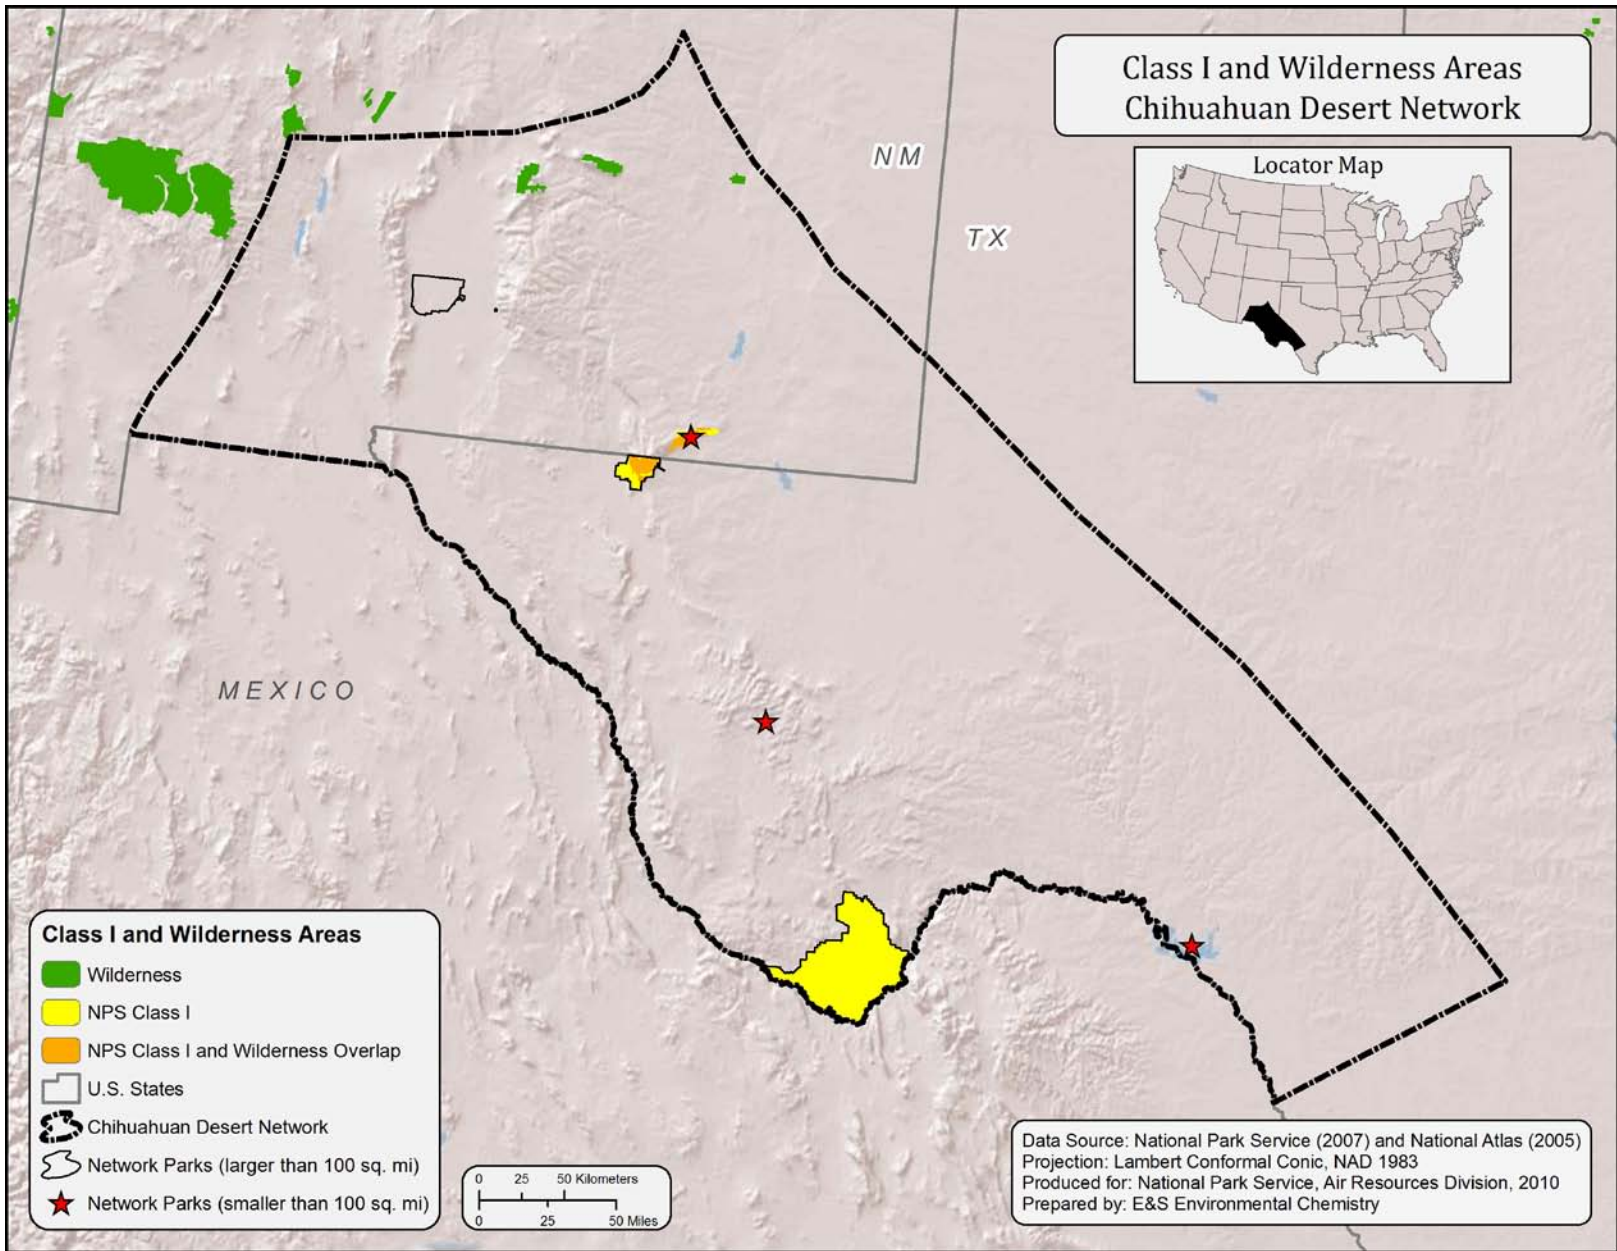 Class I and Wilderness Areas
Chihuahuan Desert Network
Locator Map
NM
TX
MEXICO
Class I and Wilderness Areas
Wilderness
NPS Class I
NPS Class I and Wilderness Overlap
U.S. States
Chihuahuan Desert Network
Network Parks (larger than 100 sq. mi)
Network Parks (smaller than 100 sq. mi)
0 25 50 Kilometers
0 25 50 Miles
Data Source: National Park Service (2007) and National Atlas (2005)
Projection: Lambert Conformal Conic, NAD 1983
Produced for: National Park Service, Air Resources Division, 2010
Prepared by: E&S Environmental Chemistry